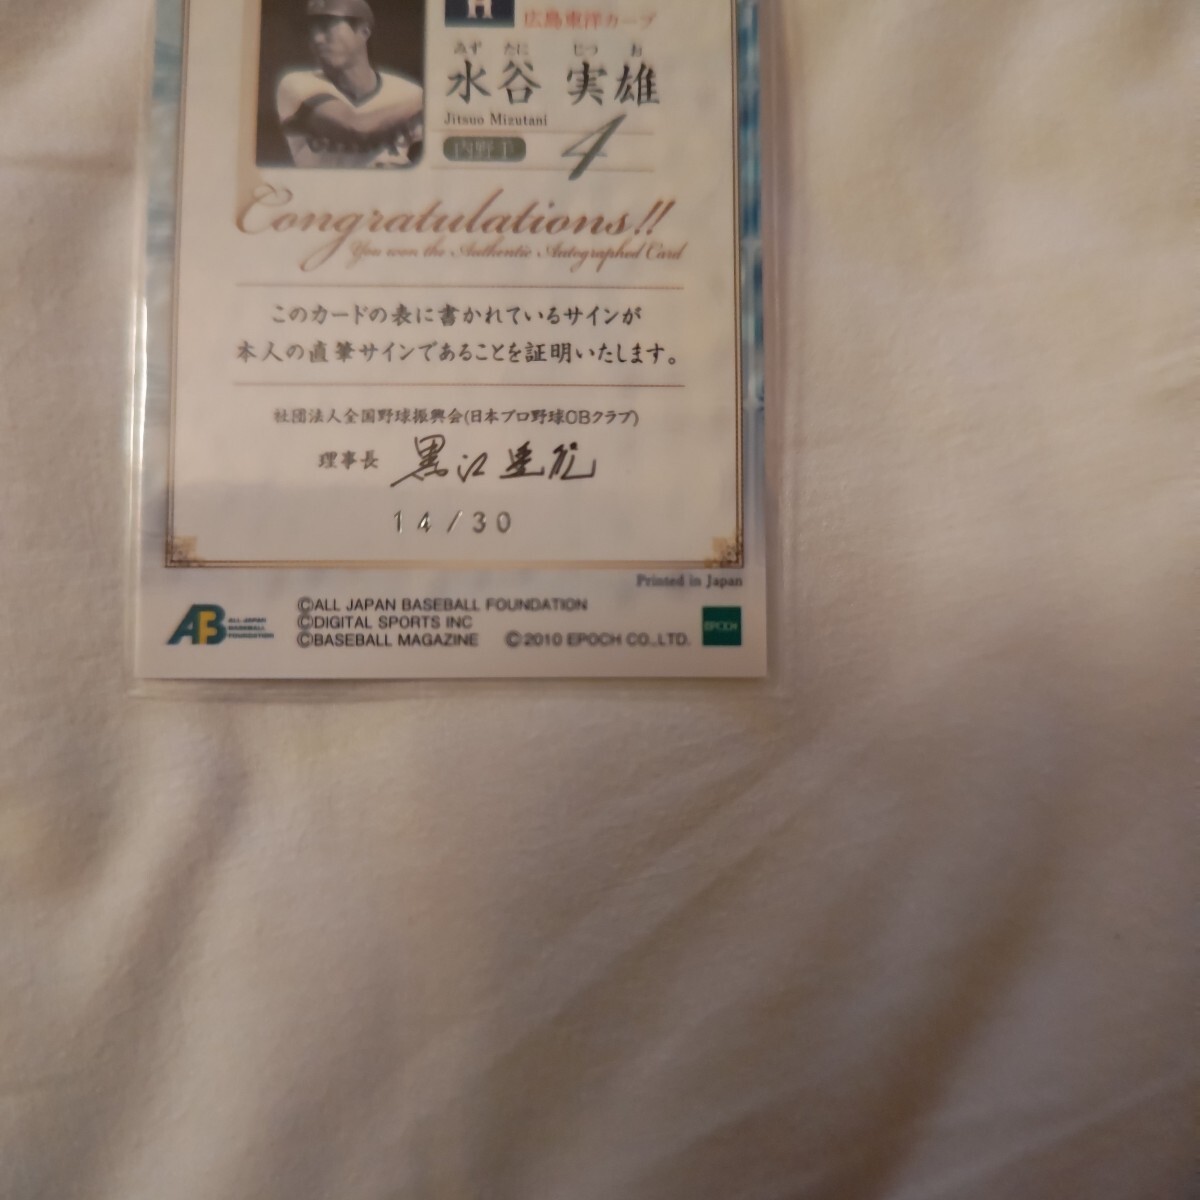 H
広島東洋カープ
みず たに じつ お
水谷 実雄
Jitsuo Mizutani
内野手
4
Congratulations!!
You won the Authentic Autographed Card
このカードの表に書かれているサインが
本人の直筆サインであることを証明いたします。
社団法人全国野球振興会(日本プロ野球OBクラブ)
理事長
14/30
Printed in Japan
AB ALL JAPAN
BASEBALL
FOUNDATION
©ALL JAPAN BASEBALL FOUNDATION
©DIGITAL SPORTS INC
©BASEBALL MAGAZINE ©2010 EPOCH CO.,LTD.
EPOCH